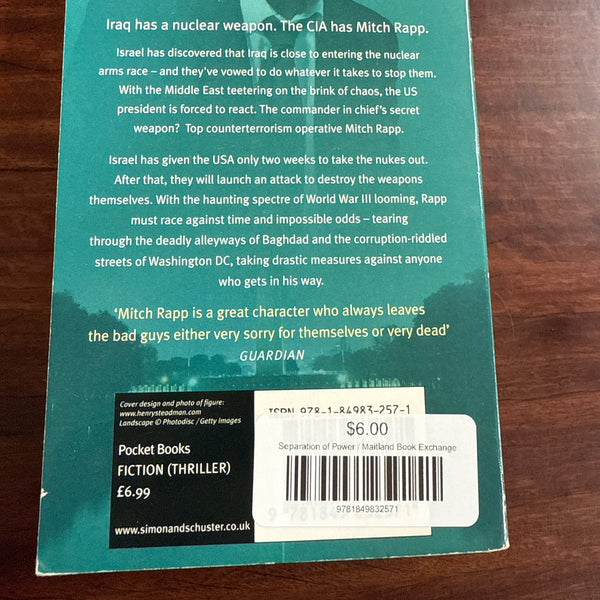 Iraq has a nuclear weapon. The CIA has Mitch Rapp.
Israel has discovered that Iraq is close to entering the nuclear
arms race – and they've vowed to do whatever it takes to stop them.
With the Middle East teetering on the brink of chaos, the US
president is forced to react. The commander in chief's secret
weapon? Top counterterrorism operative Mitch Rapp.
Israel has given the USA only two weeks to take the nukes out.
After that, they will launch an attack to destroy the weapons
themselves. With the haunting spectre of World War III looming, Rapp
must race against time and impossible odds – tearing
through the deadly alleyways of Baghdad and the corruption-riddled
streets of Washington DC, taking drastic measures against anyone
who gets in his way.
'Mitch Rapp is a great character who always leaves
the bad guys either very sorry for themselves or very dead'
GUARDIAN
Cover design and photo of figure:
www.henrysteadman.com
Landscape © Photodisc / Getty Images
Pocket Books
FICTION (THRILLER)
£6.99
www.simonandschuster.co.uk
ISBN 978-1-84983-257-1
$6.00
Separation of Power / Maitland Book Exchange
9781849832571
9 781849 832571